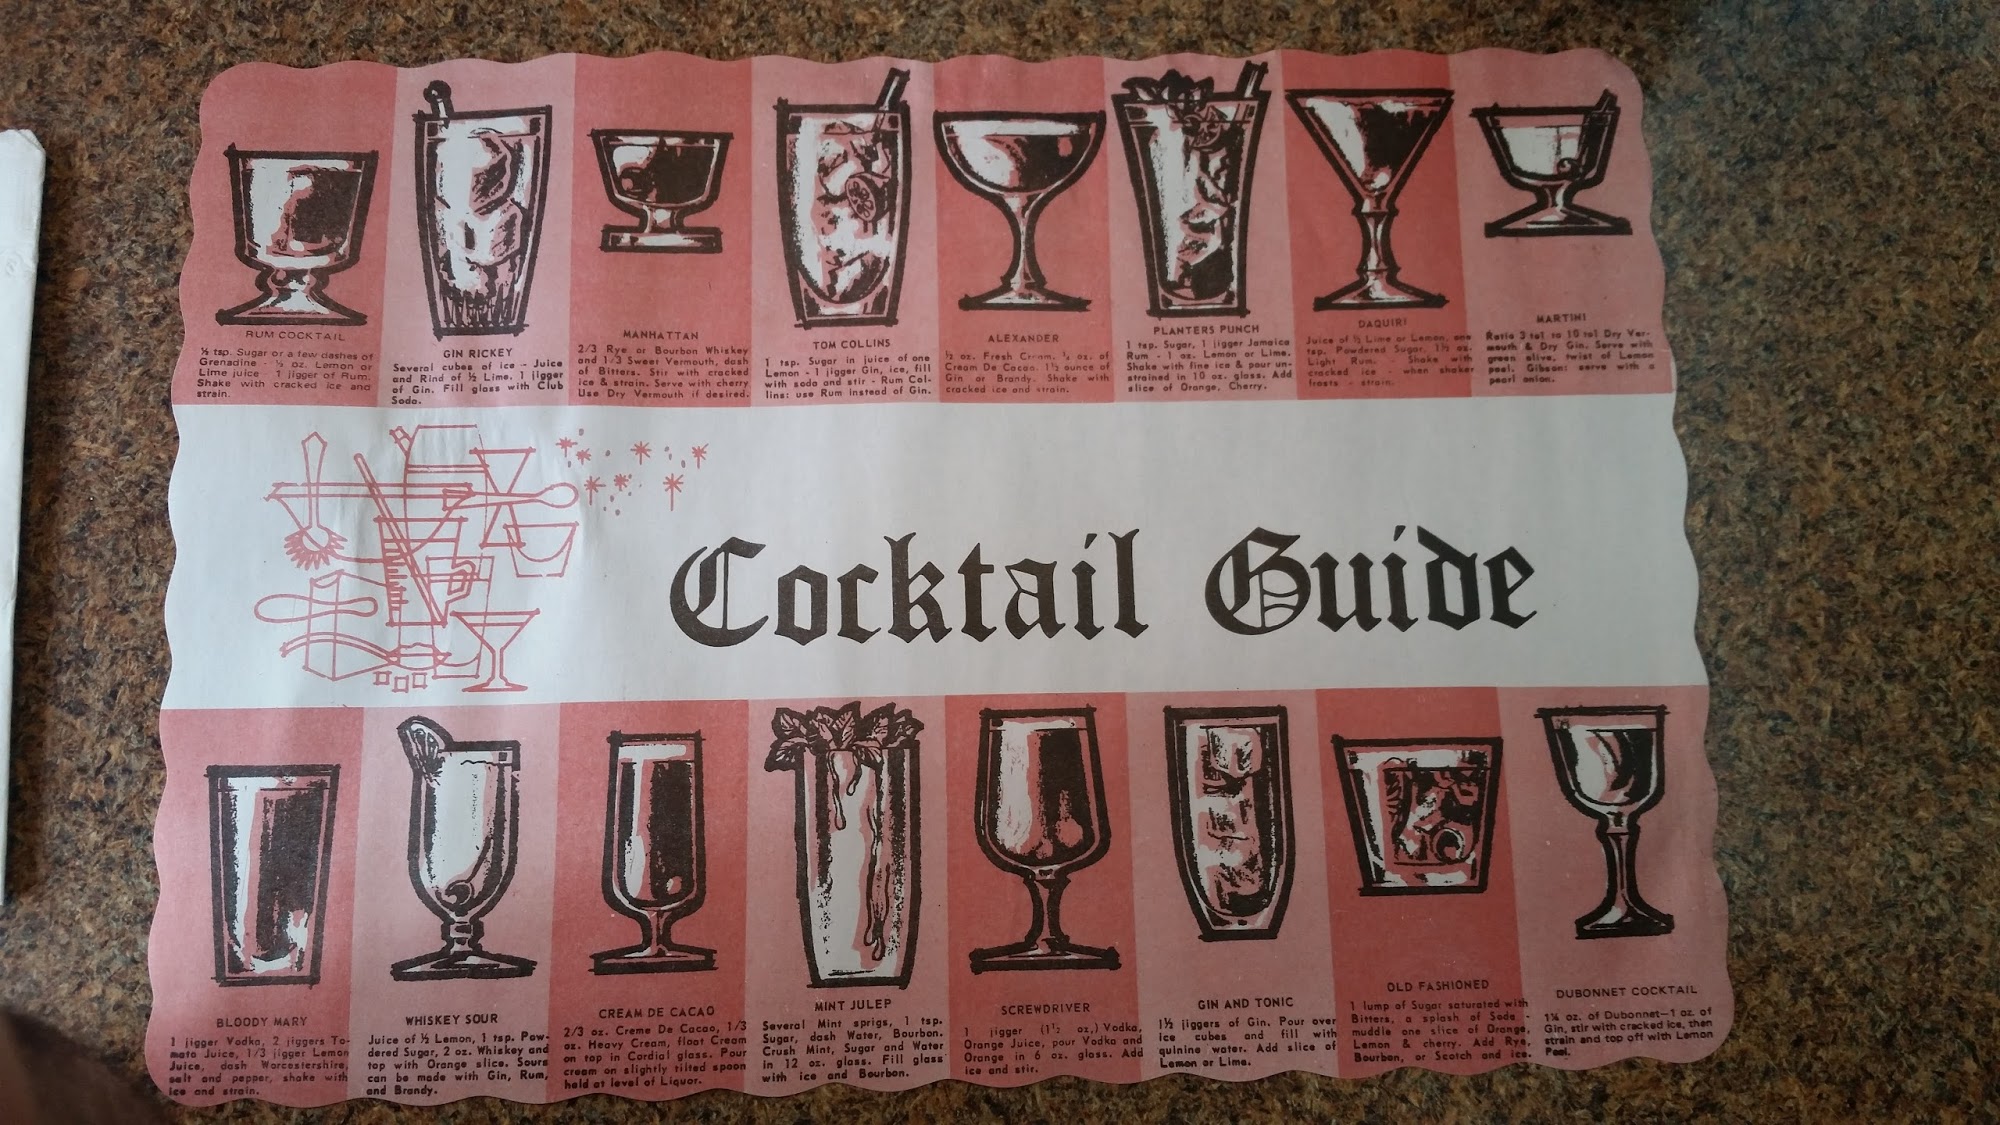 RUM COCKTAIL
½ tsp. Sugar or a few dashes of
Grenadine - ½ oz. Lemon or
Lime juice - 1 jigger of Rum.
Shake with cracked ice and
strain.
GIN RICKEY
Several cubes of ice - Juice
and Rind of ½ Lime, 1 jigger
of Gin. Fill glass with Club
Soda.
MANHATTAN
2/3 Rye or Bourbon Whiskey
and 1/3 Sweet Vermouth, dash
of Bitters. Stir with cracked
ice & strain. Serve with cherry
Use Dry Vermouth if desired.
TOM COLLINS
1 tsp. Sugar in juice of one
Lemon - 1 jigger Gin, ice, fill
with soda and stir - Rum Col-
lins: use Rum instead of Gin.
ALEXANDER
½ oz. Fresh Cream, oz. of
Cream De Cacao. 1½ ounce of
Gin or Brandy. Shake with
cracked ice and strain.
PLANTERS PUNCH
1 tsp. Sugar, 1 jigger Jamaica
Rum - 1 oz. Lemon or Lime.
Shake with fine ice & pour un-
strained in 10 oz. glass. Add
slice of Orange, Cherry.
DAQUIRI
Juice of ½ Lime or Lemon, one
tsp. Powdered Sugar, 1½ oz.
Light Rum. - Shake with
cracked ice - when shaker
frosts - strain.
MARTINI
Ratio 3 to1 to 10 to1 Dry Ver-
mouth & Dry Gin. Serve with
green olive, twist of Lemon
peel. Gibson: serve with a
pearl onion.
Cocktail Guide
BLOODY MARY
1 jigger Vodka, 2 jiggers To-
mato Juice, 1/3 jigger Lemon
Juice, dash Worcestershire,
salt and pepper, shake with
ice and strain.
WHISKEY SOUR
Juice of ½ Lemon, 1 tsp. Pow-
dered Sugar, 2 oz. Whiskey and
top with Orange slice. Sours
can be made with Gin, Rum,
and Brandy.
CREAM DE CACAO
2/3 oz. Creme De Cacao, 1/3
oz. Heavy Cream, float Cream
on top in Cordial glass. Pour
cream on slightly tilted spoon
held at level of Liquor.
MINT JULEP
Several Mint sprigs, 1 tsp.
Sugar, dash Water, Bourbon.
Crush Mint, Sugar and Water
in 12 oz. glass. Fill glass
with ice and Bourbon.
SCREWDRIVER
1 jigger (1½ oz.) Vodka,
Orange Juice, pour Vodka and
Orange in 6 oz. glass. Add
ice and stir.
GIN AND TONIC
1½ jiggers of Gin. Pour over
ice cubes and fill with
quinine water. Add slice of
Lemon or Lime.
OLD FASHIONED
1 lump of Sugar saturated with
Bitters, a splash of Soda -
muddle one slice of Orange,
Lemon & cherry. Add Rye,
Bourbon, or Scotch and ice.
DUBONNET COCKTAIL
1¼ oz. of Dubonnet—1 oz. of
Gin, stir with cracked ice, then
strain and top off with Lemon
Peel.